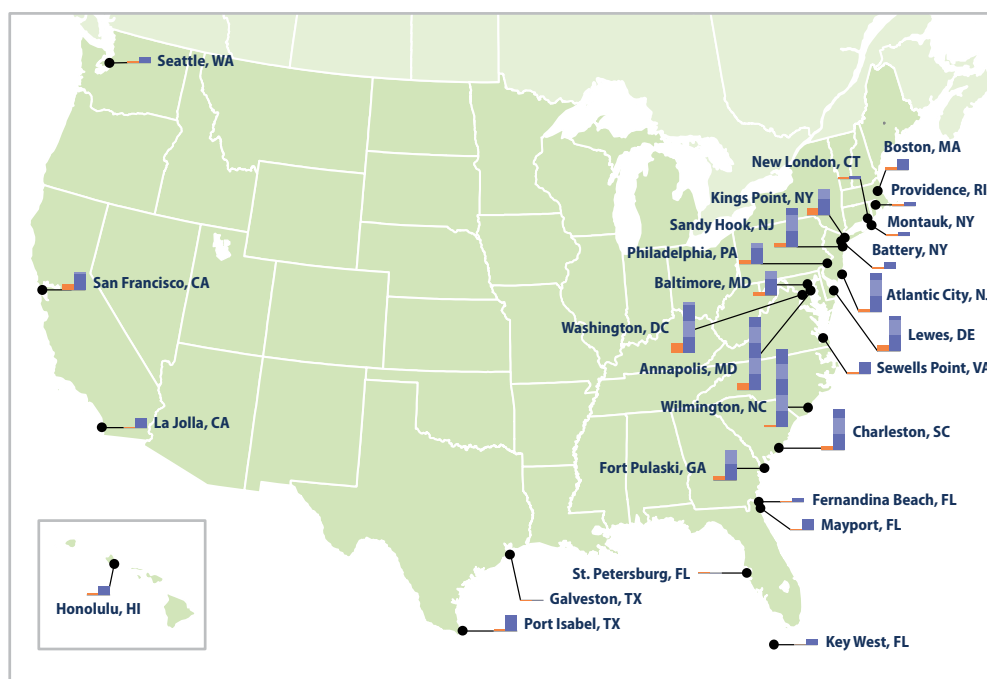 Seattle, WA
Boston, MA
New London, CT
Providence, RI
Kings Point, NY
Montauk, NY
Sandy Hook, NJ
Philadelphia, PA
Battery, NY
San Francisco, CA
Baltimore, MD
Atlantic City, NJ
Washington, DC
Lewes, DE
Annapolis, MD
Sewells Point, VA
Wilmington, NC
La Jolla, CA
Charleston, SC
Fort Pulaski, GA
Fernandina Beach, FL
Mayport, FL
St. Petersburg, FL
Galveston, TX
Honolulu, HI
Port Isabel, TX
Key West, FL